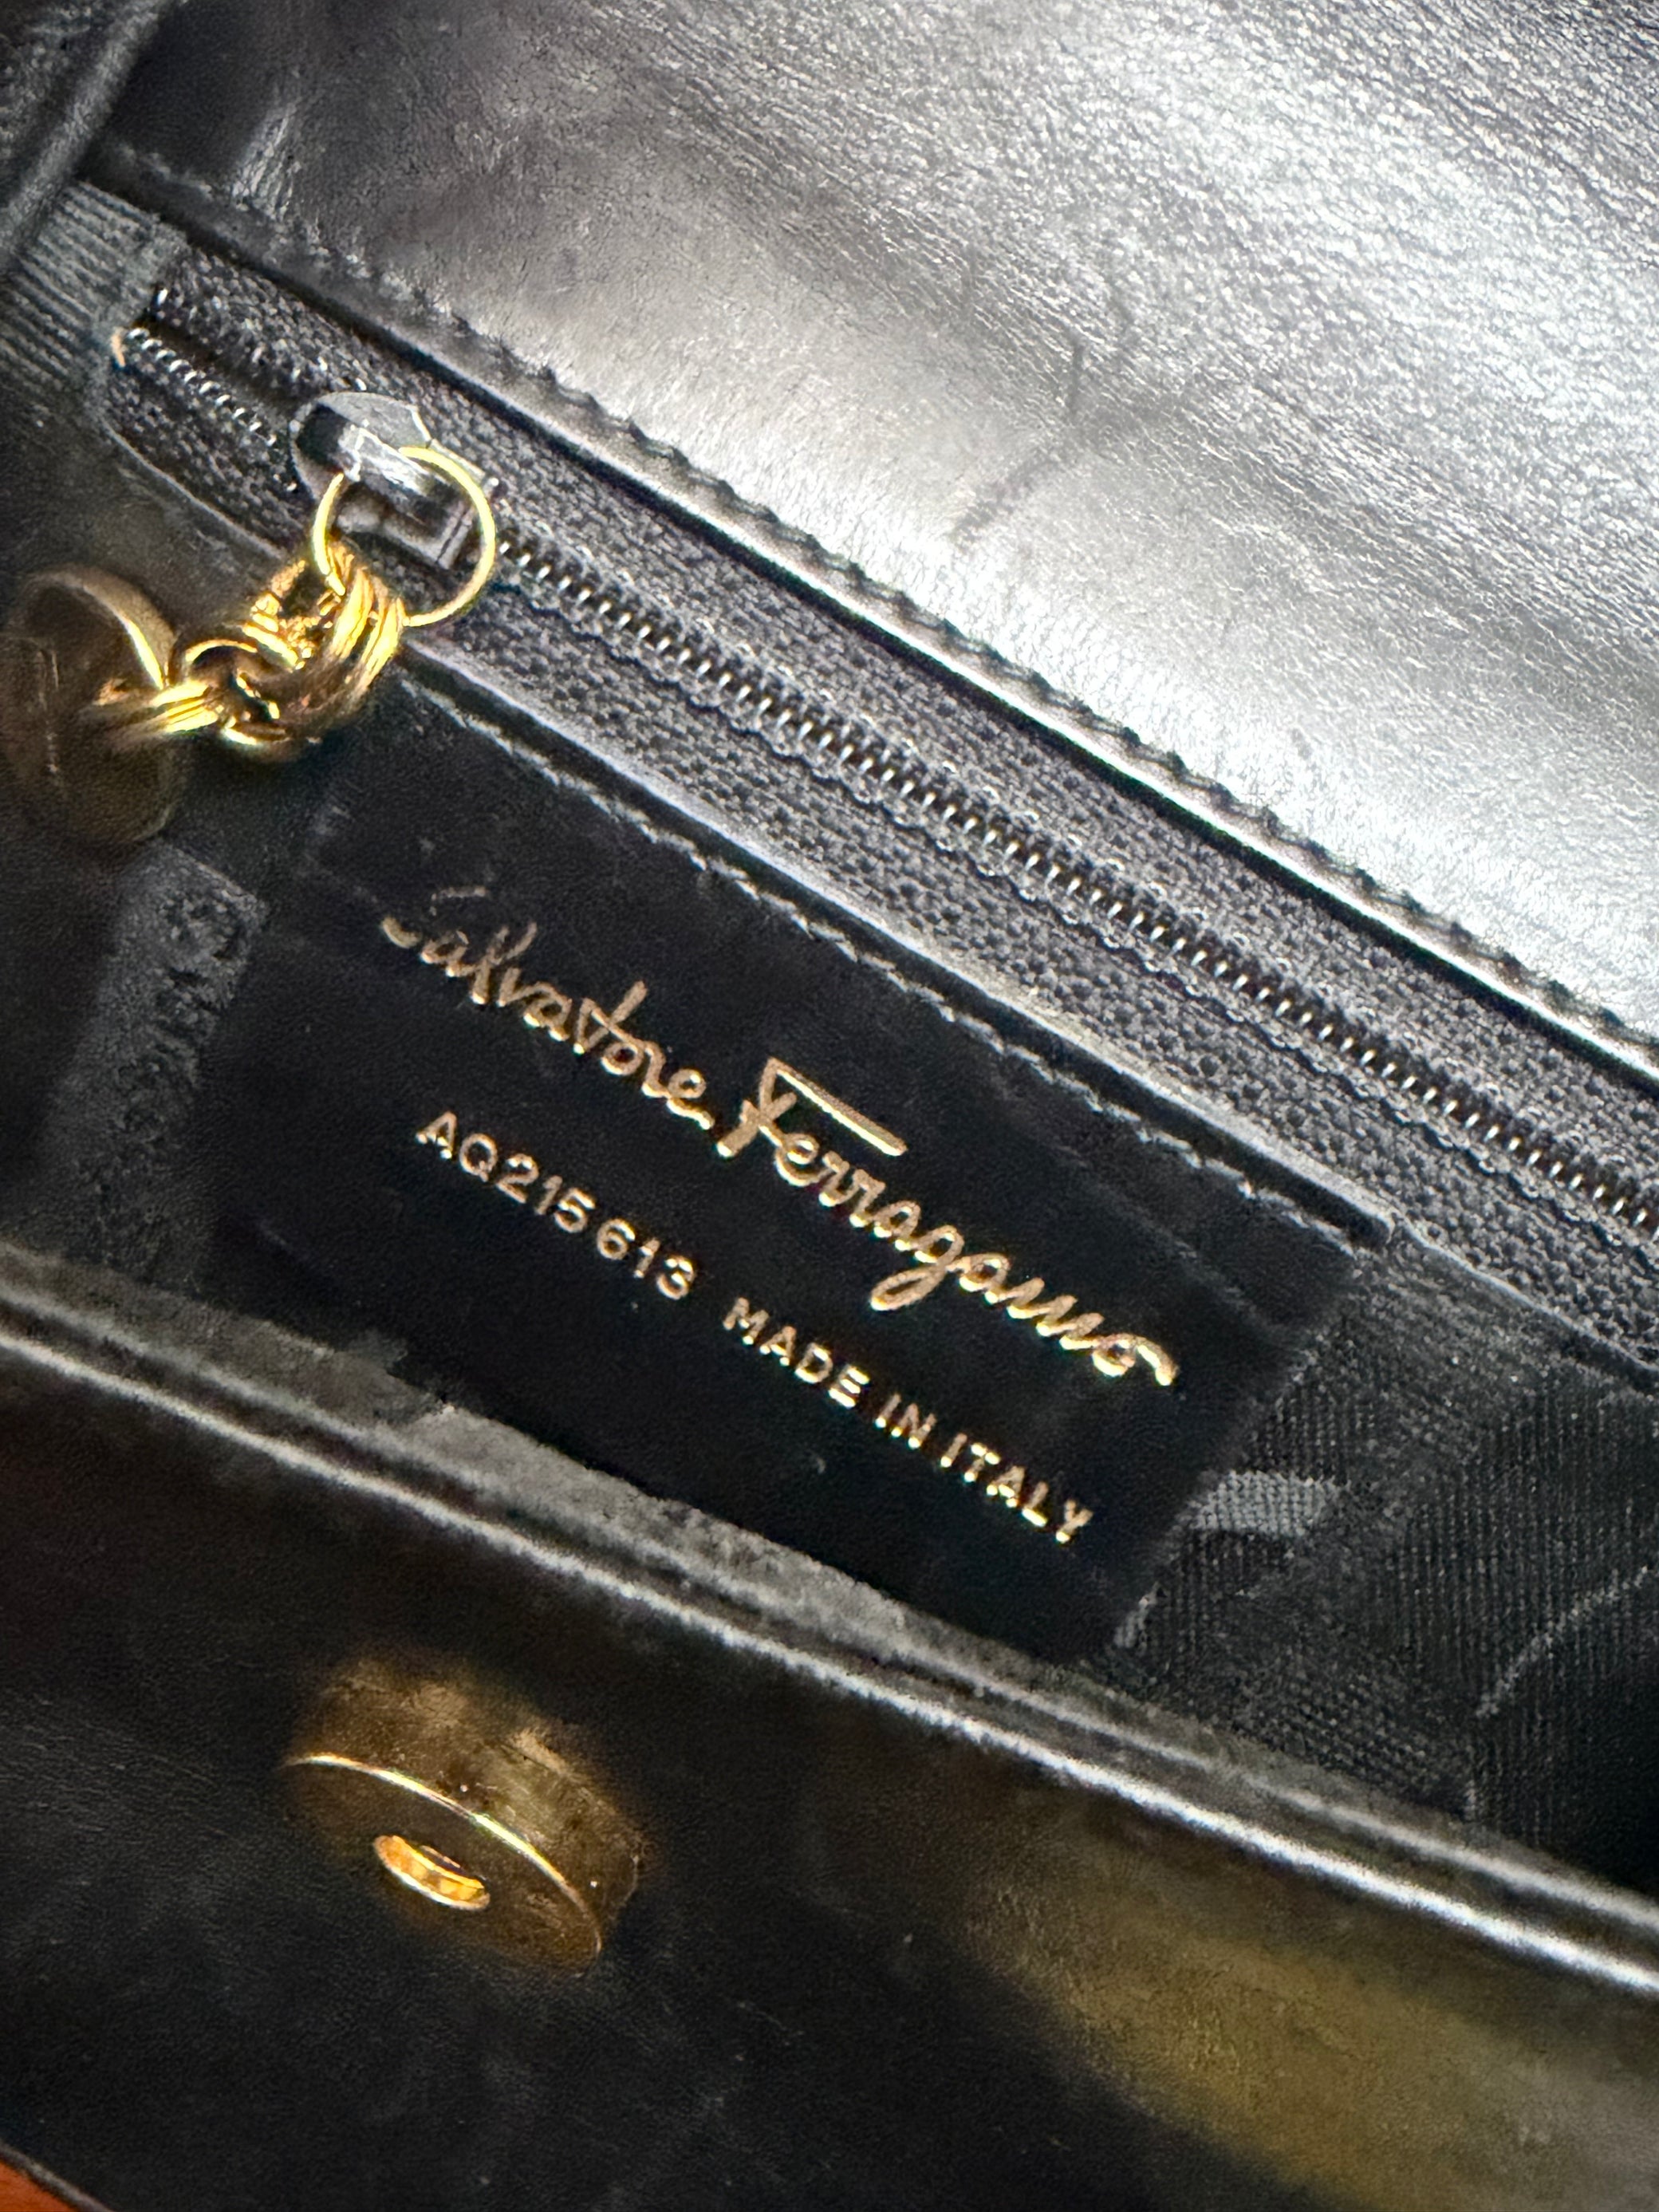 Salvatore Ferragamo
AQ215613 MADE IN ITALY